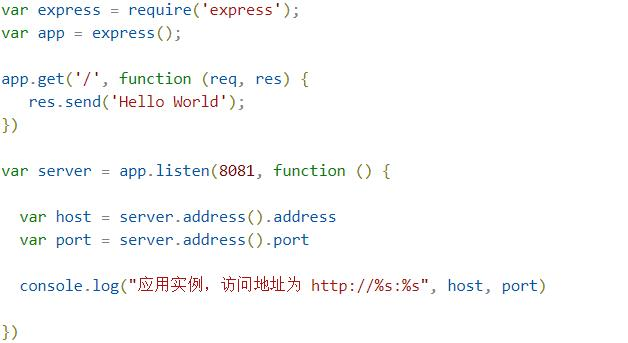 var express = require('express');
var app = express();
app.get('/', function (req, res) {
   res.send('Hello World');
})
var server = app.listen(8081, function () {
  var host = server.address().address
  var port = server.address().port
  console.log("应用实例，访问地址为 http://%s:%s", host, port)
})